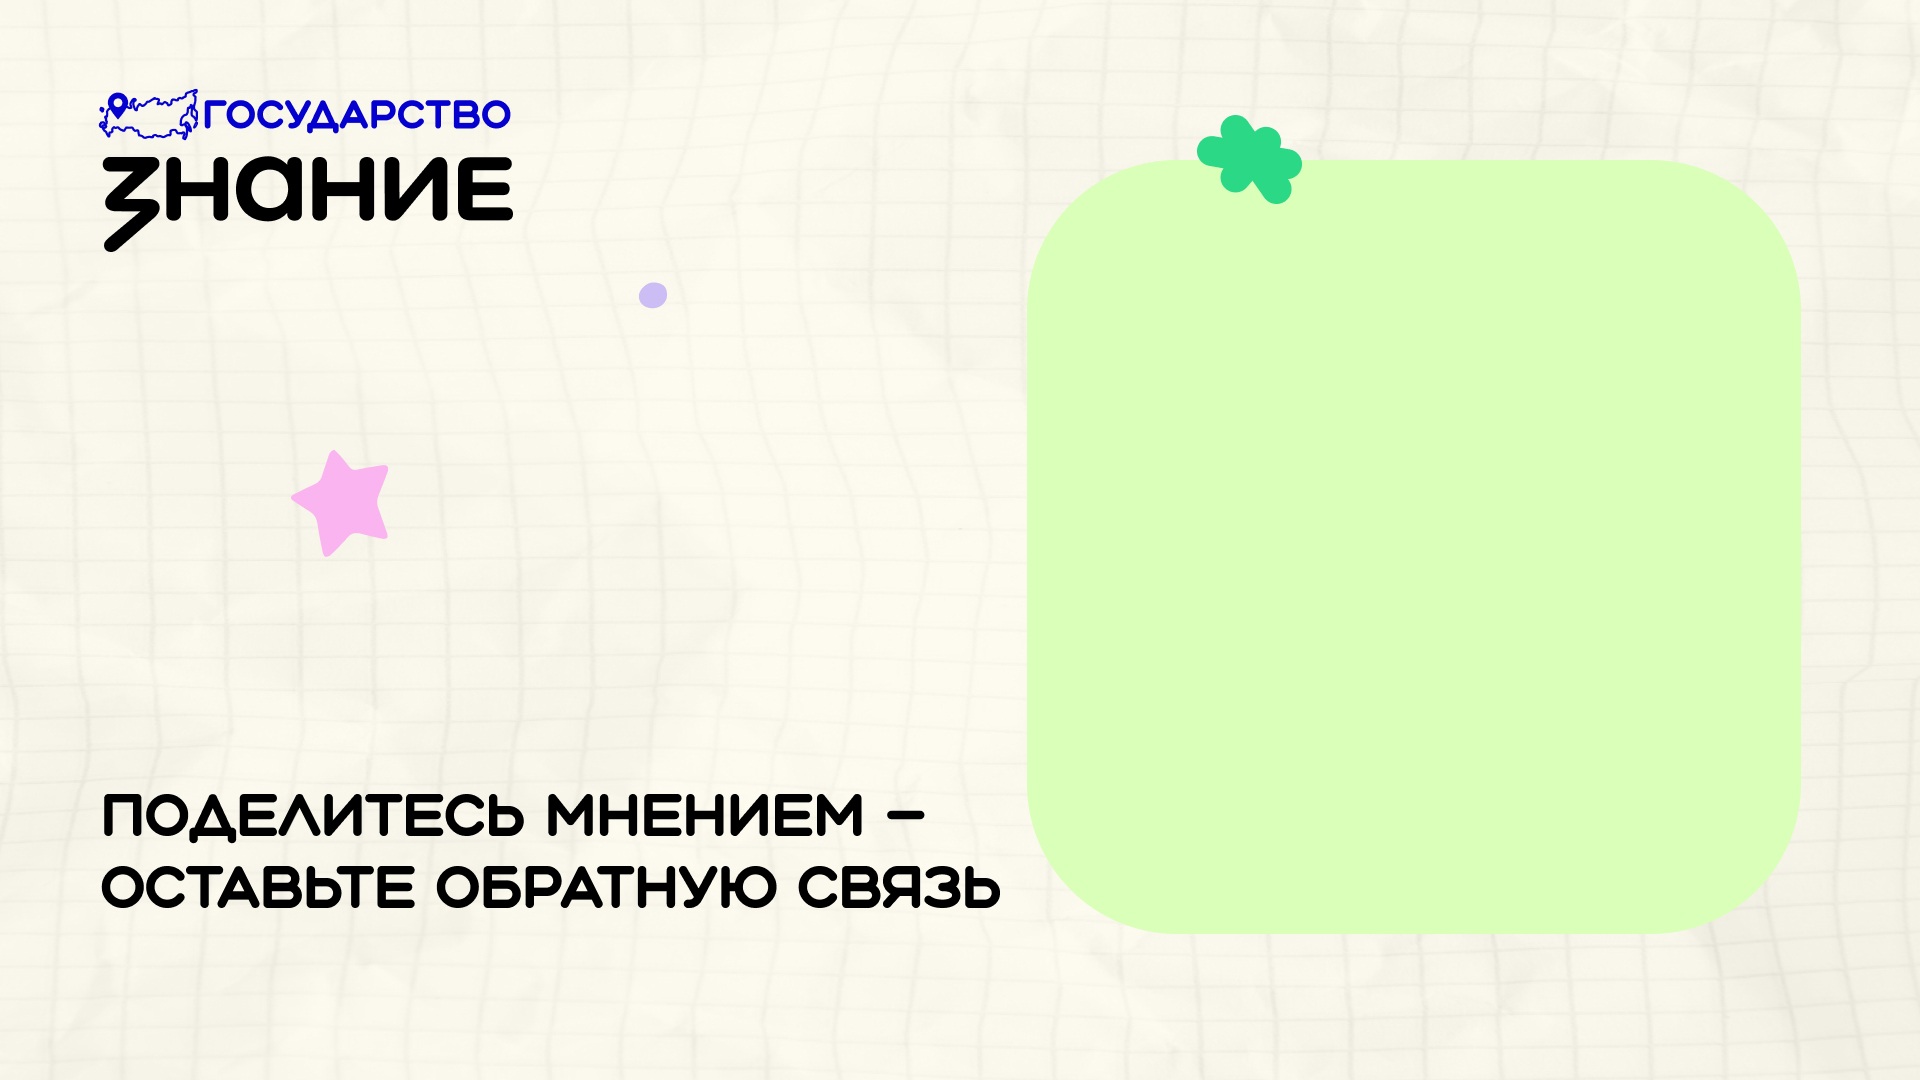 ГОСУДАРСТВО
ЗНАНИЕ
ПОДЕЛИТЕСЬ МНЕНИЕМ –
ОСТАВЬТЕ ОБРАТНУЮ СВЯЗЬ